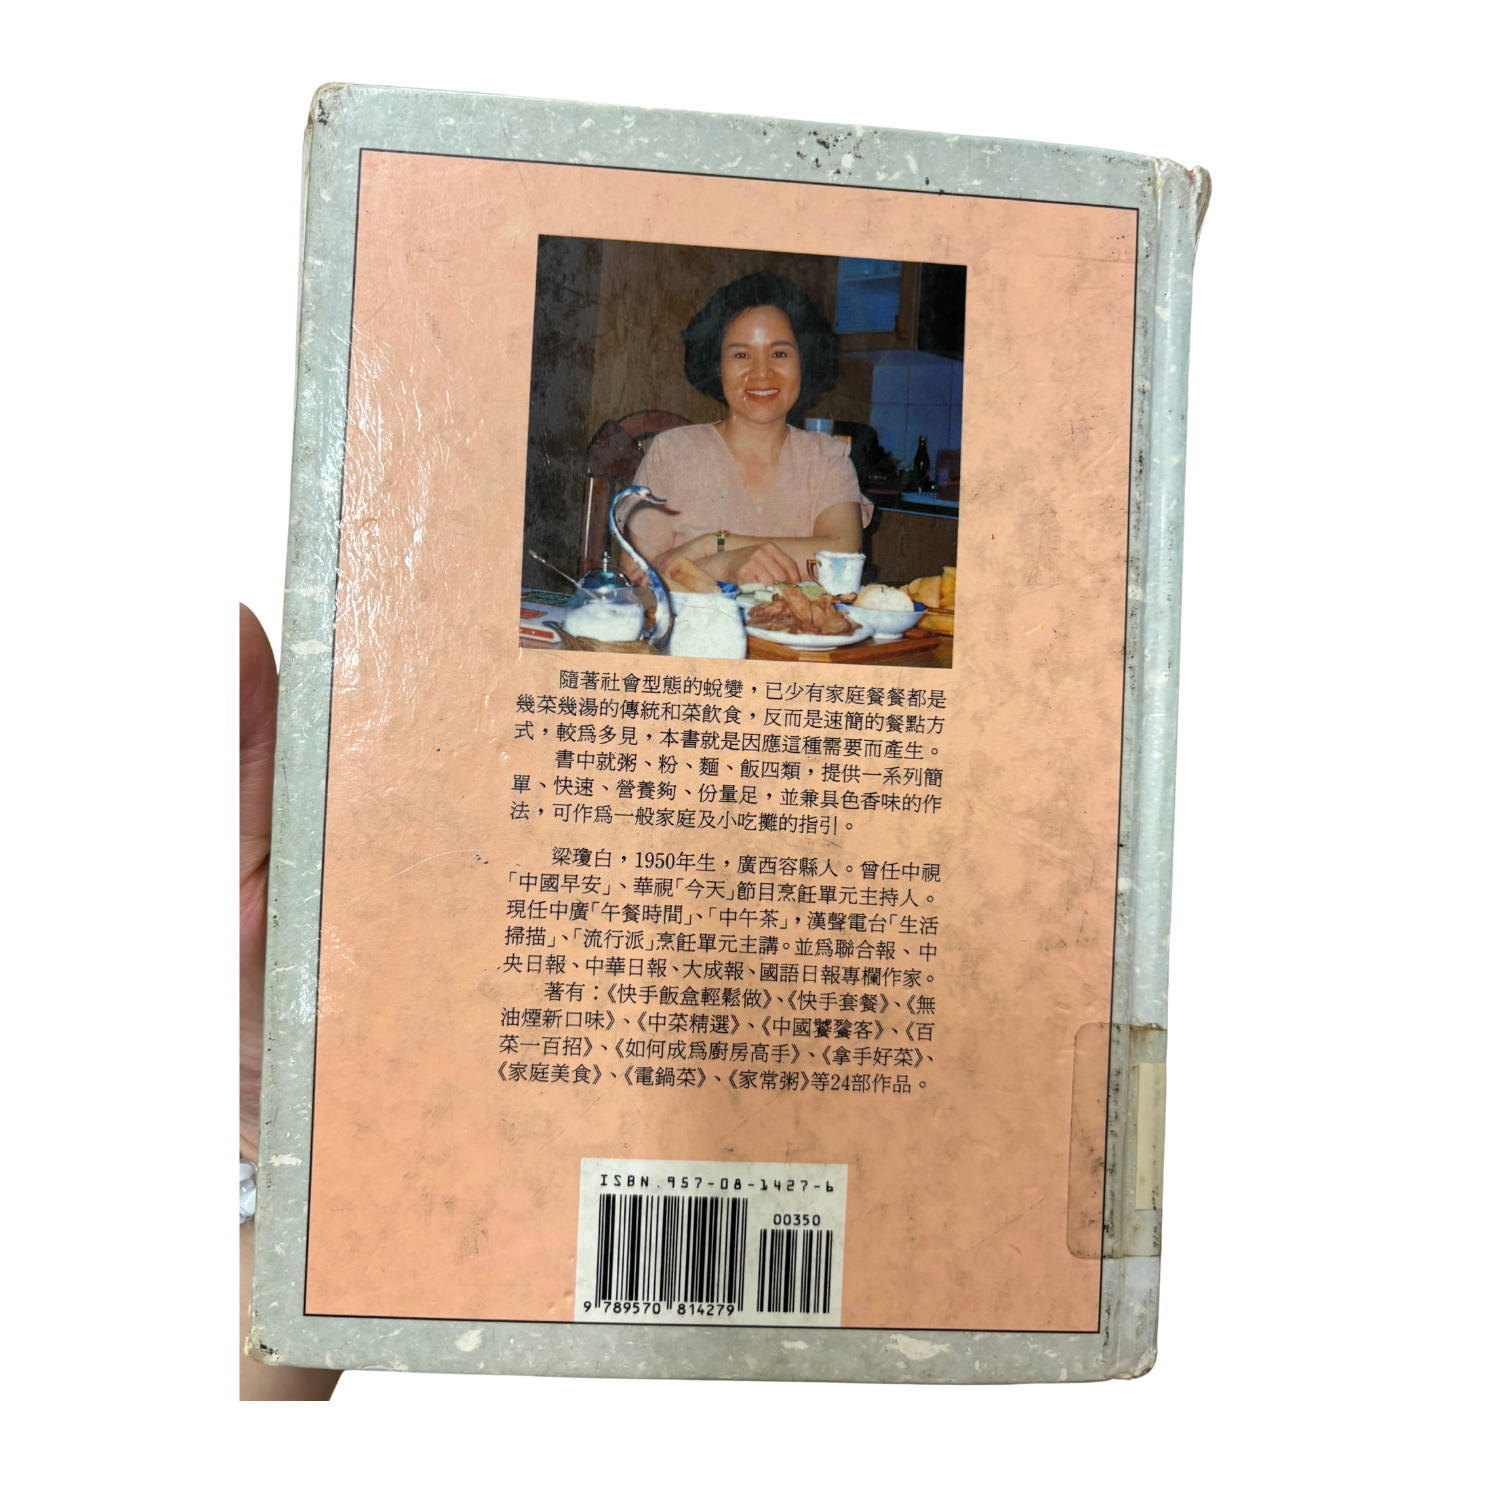 隨著社會型態的蛻變，已少有家庭餐餐都是
幾菜幾湯的傳統和菜飲食，反而是速簡的餐點方
式，較爲多見，本書就是因應這種需要而產生。
書中就粥、粉、麵、飯四類，提供一系列簡
單、快速、營養夠、份量足，並兼具色香味的作
法，可作爲一般家庭及小吃攤的指引。
梁瓊白，1950年生，廣西容縣人。曾任中視
「中國早安」、華視「今天」節目烹飪單元主持人。
現任中廣「午餐時間」、「中午茶」，漢聲電台「生活
掃描」、「流行派」烹飪單元主講。並爲聯合報、中
央日報、中華日報、大成報、國語日報專欄作家。
著有：《快手飯盒輕鬆做》、《快手套餐》、《無
油煙新口味》、《中菜精選》、《中國饕餮客》、《百
菜一百招》、《如何成爲廚房高手》、《拿手好菜》、
《家庭美食》、《電鍋菜》、《家常粥》等24部作品。
ISBN 957-08-1427-6
00350
9 789570 814279